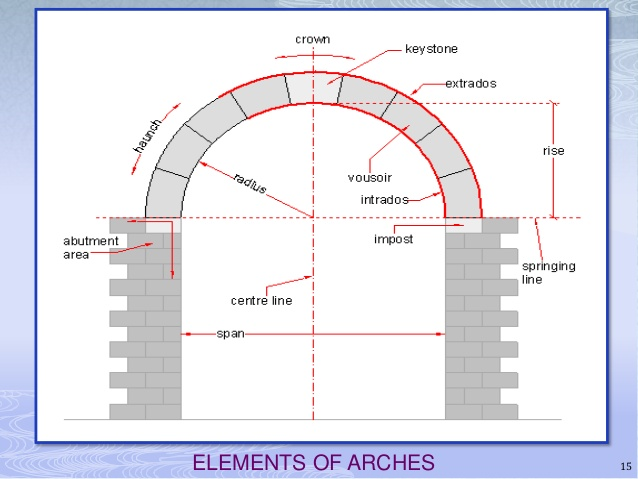 crown
keystone
extrados
haunch
rise
radius
vousoir
intrados
abutment
area
impost
springing
line
centre line
span
ELEMENTS OF ARCHES
15